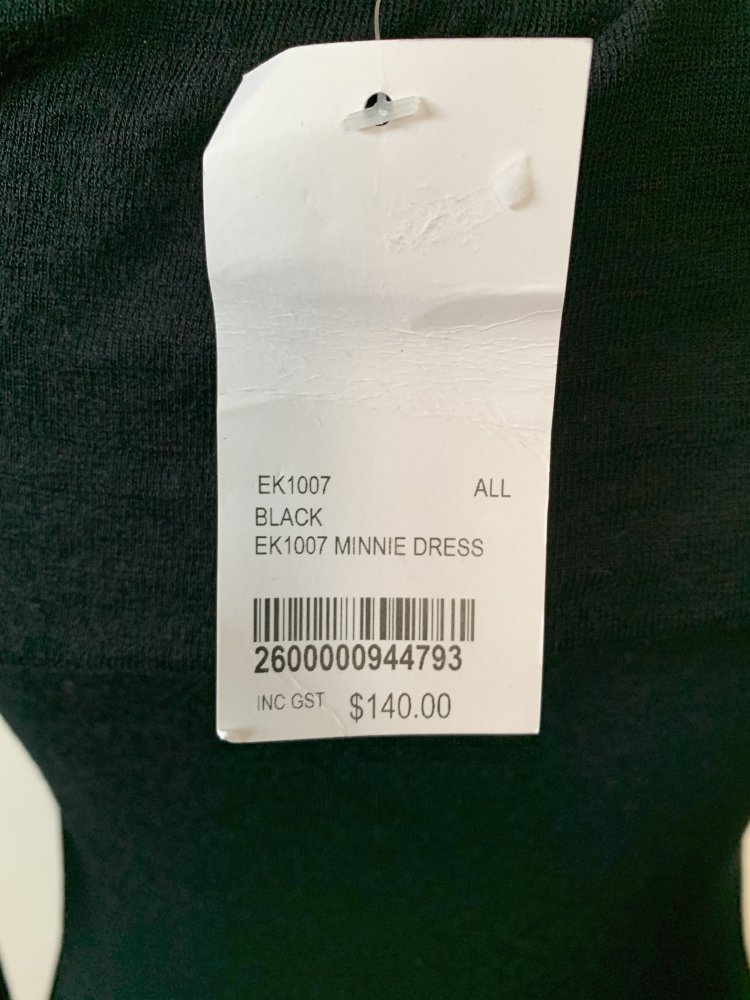 EK1007 ALL
BLACK
EK1007 MINNIE DRESS
2600000944793
INC GST $140.00